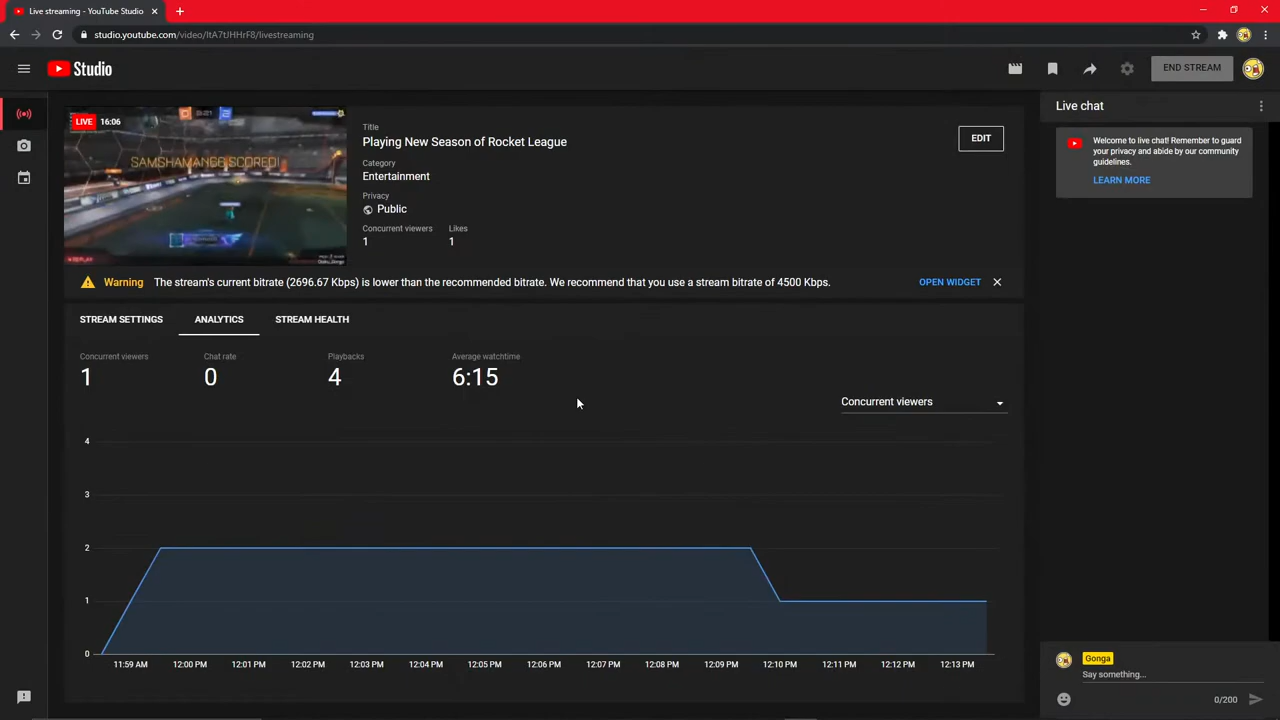 Live streaming - YouTube Studio
studio.youtube.com/video/ItA7tJHHrF8/livestreaming
Studio
END STREAM
LIVE 16:06
SAMSHAMAN66 SCORED!
Title
Playing New Season of Rocket League
Category
Entertainment
Privacy
Public
Concurrent viewers Likes
1 1
EDIT
Warning The stream's current bitrate (2696.67 Kbps) is lower than the recommended bitrate. We recommend that you use a stream bitrate of 4500 Kbps.
OPEN WIDGET
STREAM SETTINGS ANALYTICS STREAM HEALTH
Concurrent viewers Chat rate Playbacks Average watchtime
1 0 4 6:15
Concurrent viewers
4
3
2
1
0
11:59 AM 12:00 PM 12:01 PM 12:02 PM 12:03 PM 12:04 PM 12:05 PM 12:06 PM 12:07 PM 12:08 PM 12:09 PM 12:10 PM 12:11 PM 12:12 PM 12:13 PM
Live chat
Welcome to live chat! Remember to guard
your privacy and abide by our community
guidelines.
LEARN MORE
Gonga
Say something...
0/200